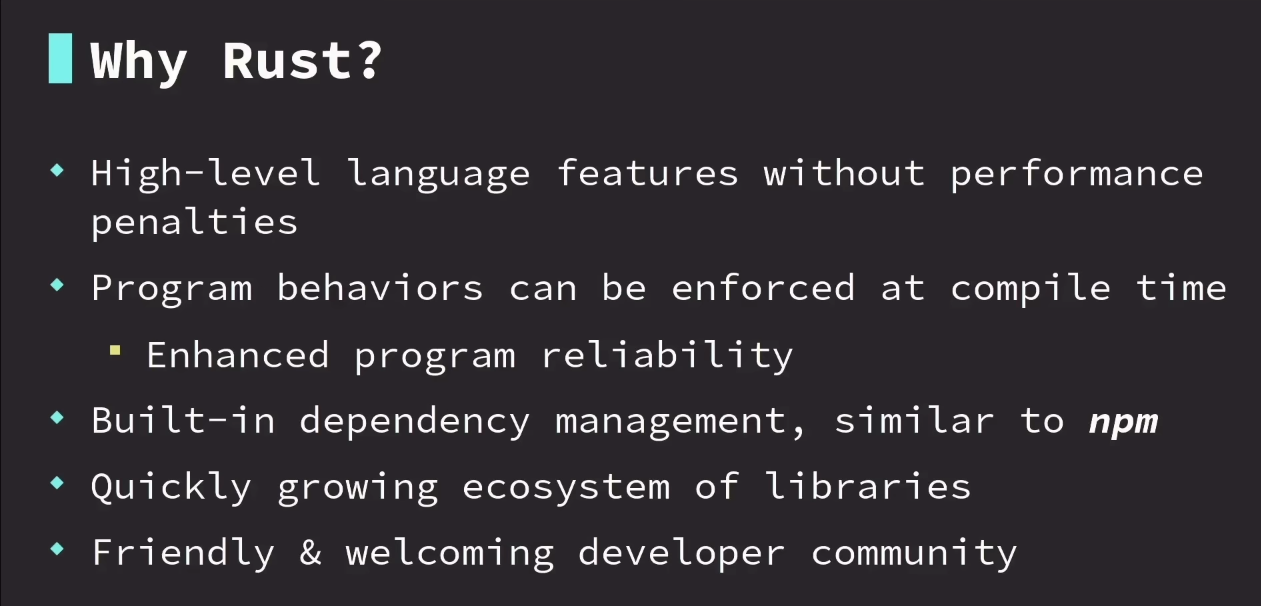 Why Rust?
High-level language features without performance
penalties
Program behaviors can be enforced at compile time
Enhanced program reliability
Built-in dependency management, similar to npm
Quickly growing ecosystem of libraries
Friendly & welcoming developer community